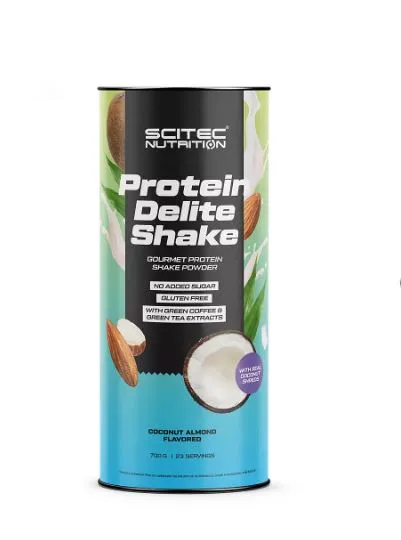 SCITEC
NUTRITION
Protein
Delite
Shake
GOURMET PROTEIN
SHAKE POWDER
NO ADDED SUGAR
GLUTEN FREE
WITH GREEN COFFEE &
GREEN TEA EXTRACTS
WITH REAL
COCONUT
SHREDS
COCONUT ALMOND
FLAVORED
700 G | 23 SERVINGS